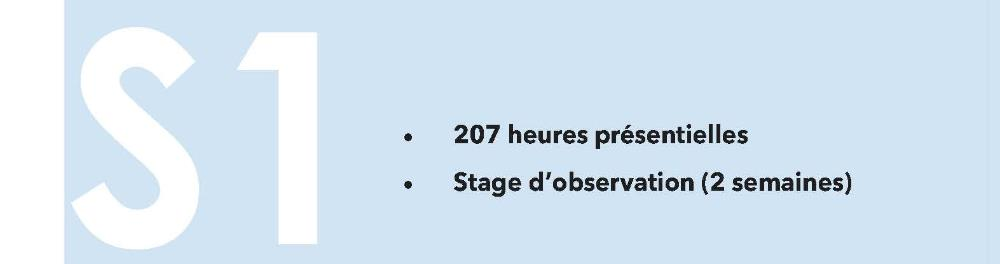 S1
• 207 heures présentielles
• Stage d’observation (2 semaines)